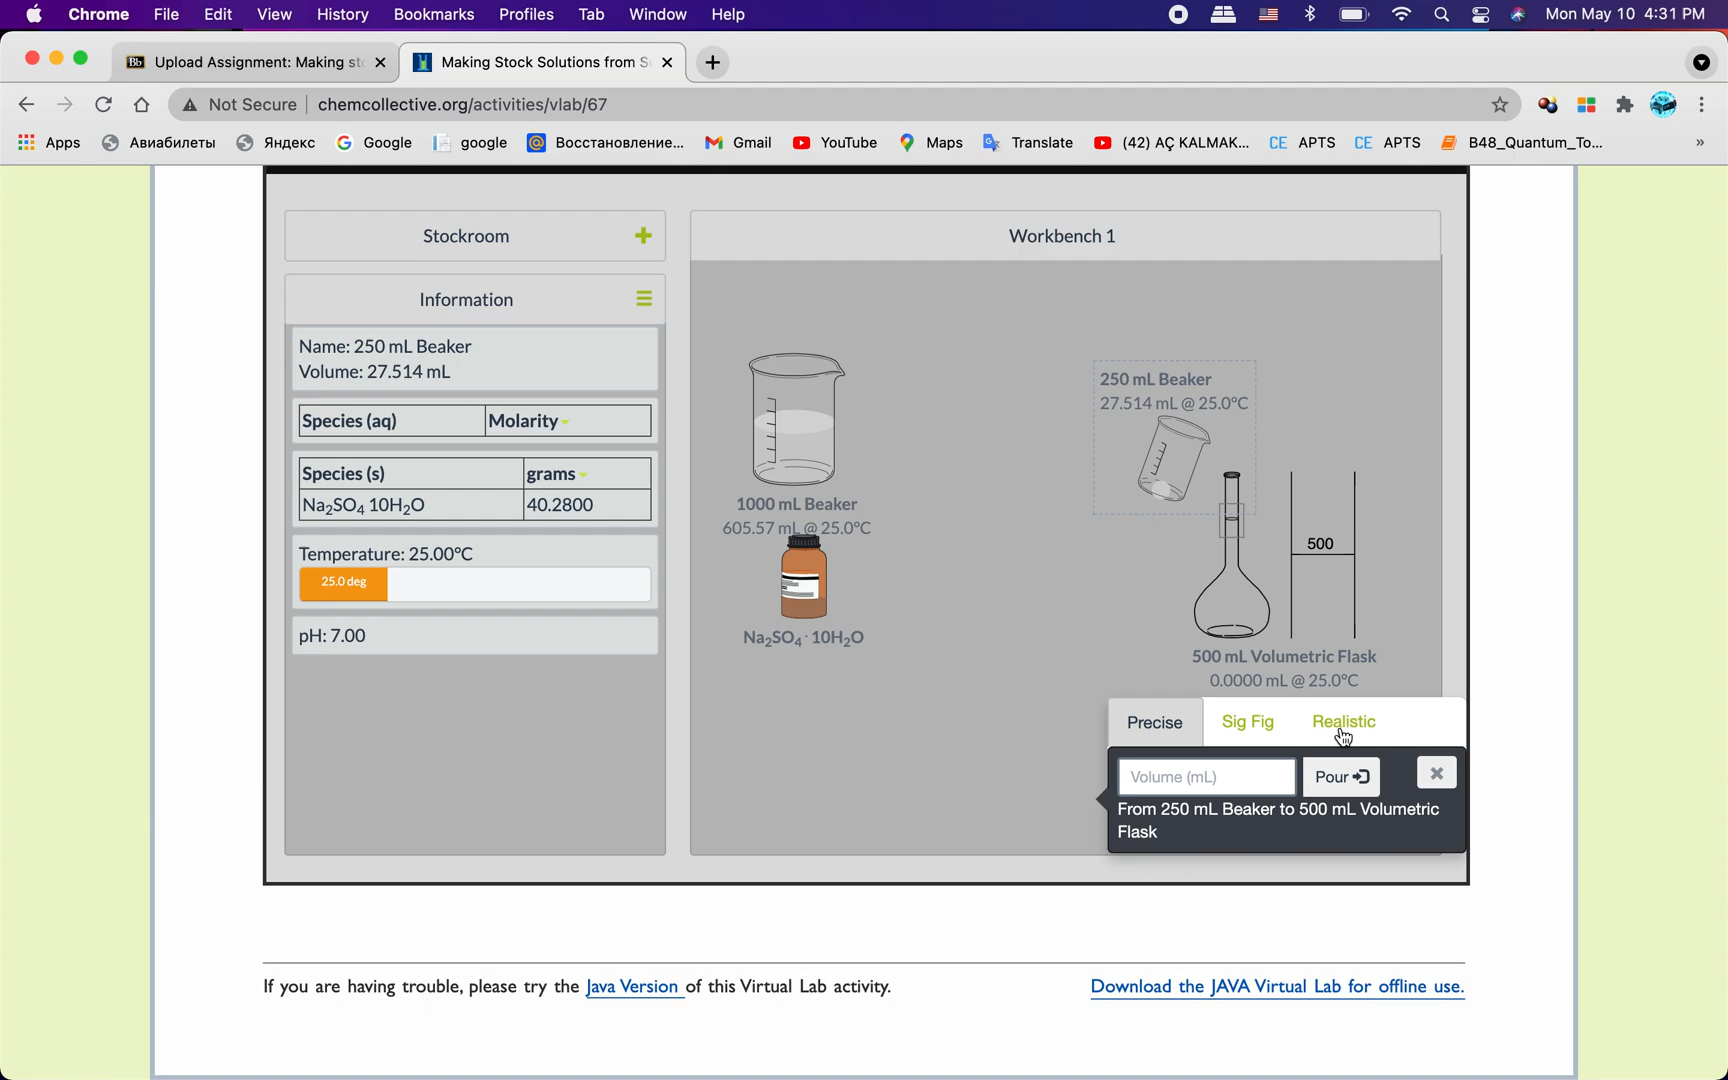 Chrome File Edit View History Bookmarks Profiles Tab Window Help Mon May 10 4:31 PM
Bb Upload Assignment: Making st Making Stock Solutions from S
Not Secure chemcollective.org/activities/vlab/67
Apps Авиабилеты Яндекс Google google Восстановление... Gmail YouTube Maps Translate (42) AÇ KALMAK... CE APTS CE APTS B48_Quantum_To... »
Stockroom
Workbench 1
Information
Name: 250 mL Beaker
Volume: 27.514 mL
Species (aq) Molarity
Species (s) grams
Na₂SO₄ 10H₂O 40.2800
Temperature: 25.00°C
25.0 deg
pH: 7.00
1000 mL Beaker
605.57 mL @ 25.0°C
Na₂SO₄· 10H₂O
250 mL Beaker
27.514 mL @ 25.0°C
500
500 mL Volumetric Flask
0.0000 mL @ 25.0°C
Precise Sig Fig Realistic
Volume (mL) Pour
From 250 mL Beaker to 500 mL Volumetric
Flask
If you are having trouble, please try the Java Version of this Virtual Lab activity.
Download the JAVA Virtual Lab for offline use.